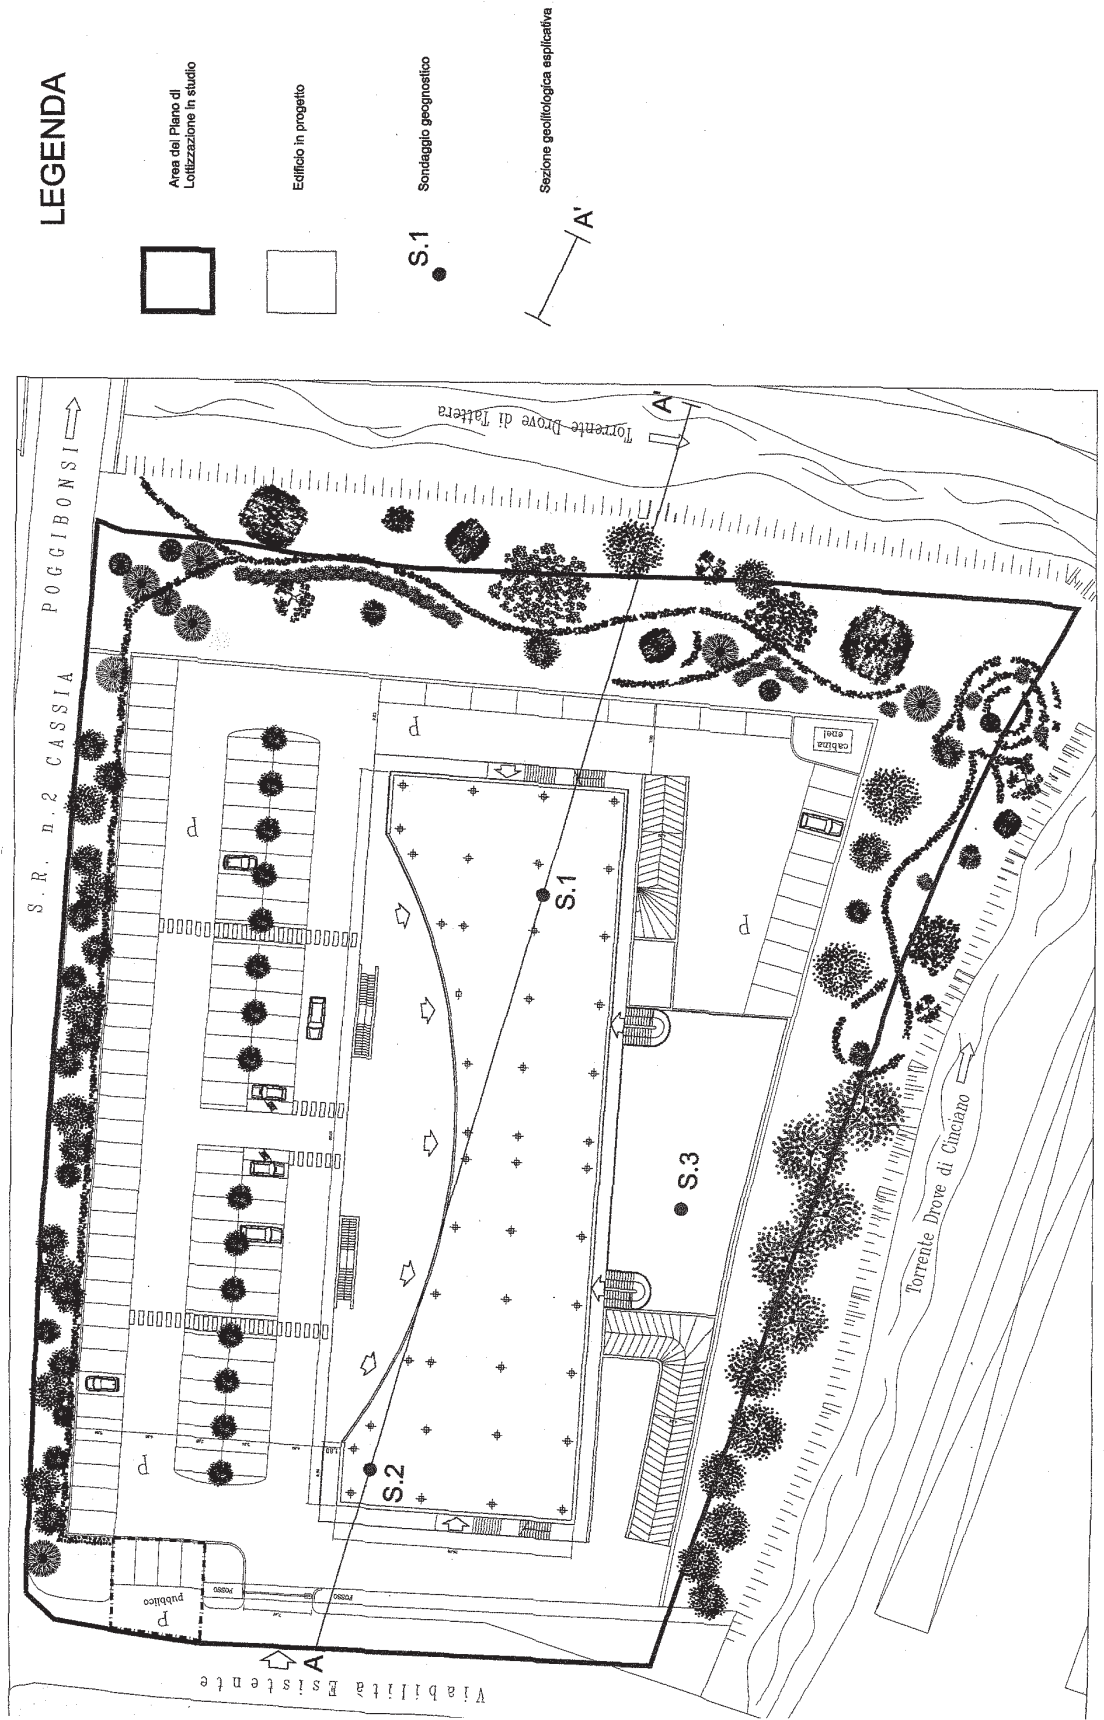 LEGENDA
Area del Piano di
Lottizzazione in studio
Edificio in progetto
S.1
Sondaggio geognostico
A'
Sezione geolitologica esplicativa
S.R. n.2 CASSIA POGGIBONSI
Torrente Drove di Tattera
A'
P
P
cabina
enel
P
S.1
S.3
S.2
P
P
pubblico
FOSSO
FOSSO
A
Viabilità Esistente
Torrente Drove di Cinciano